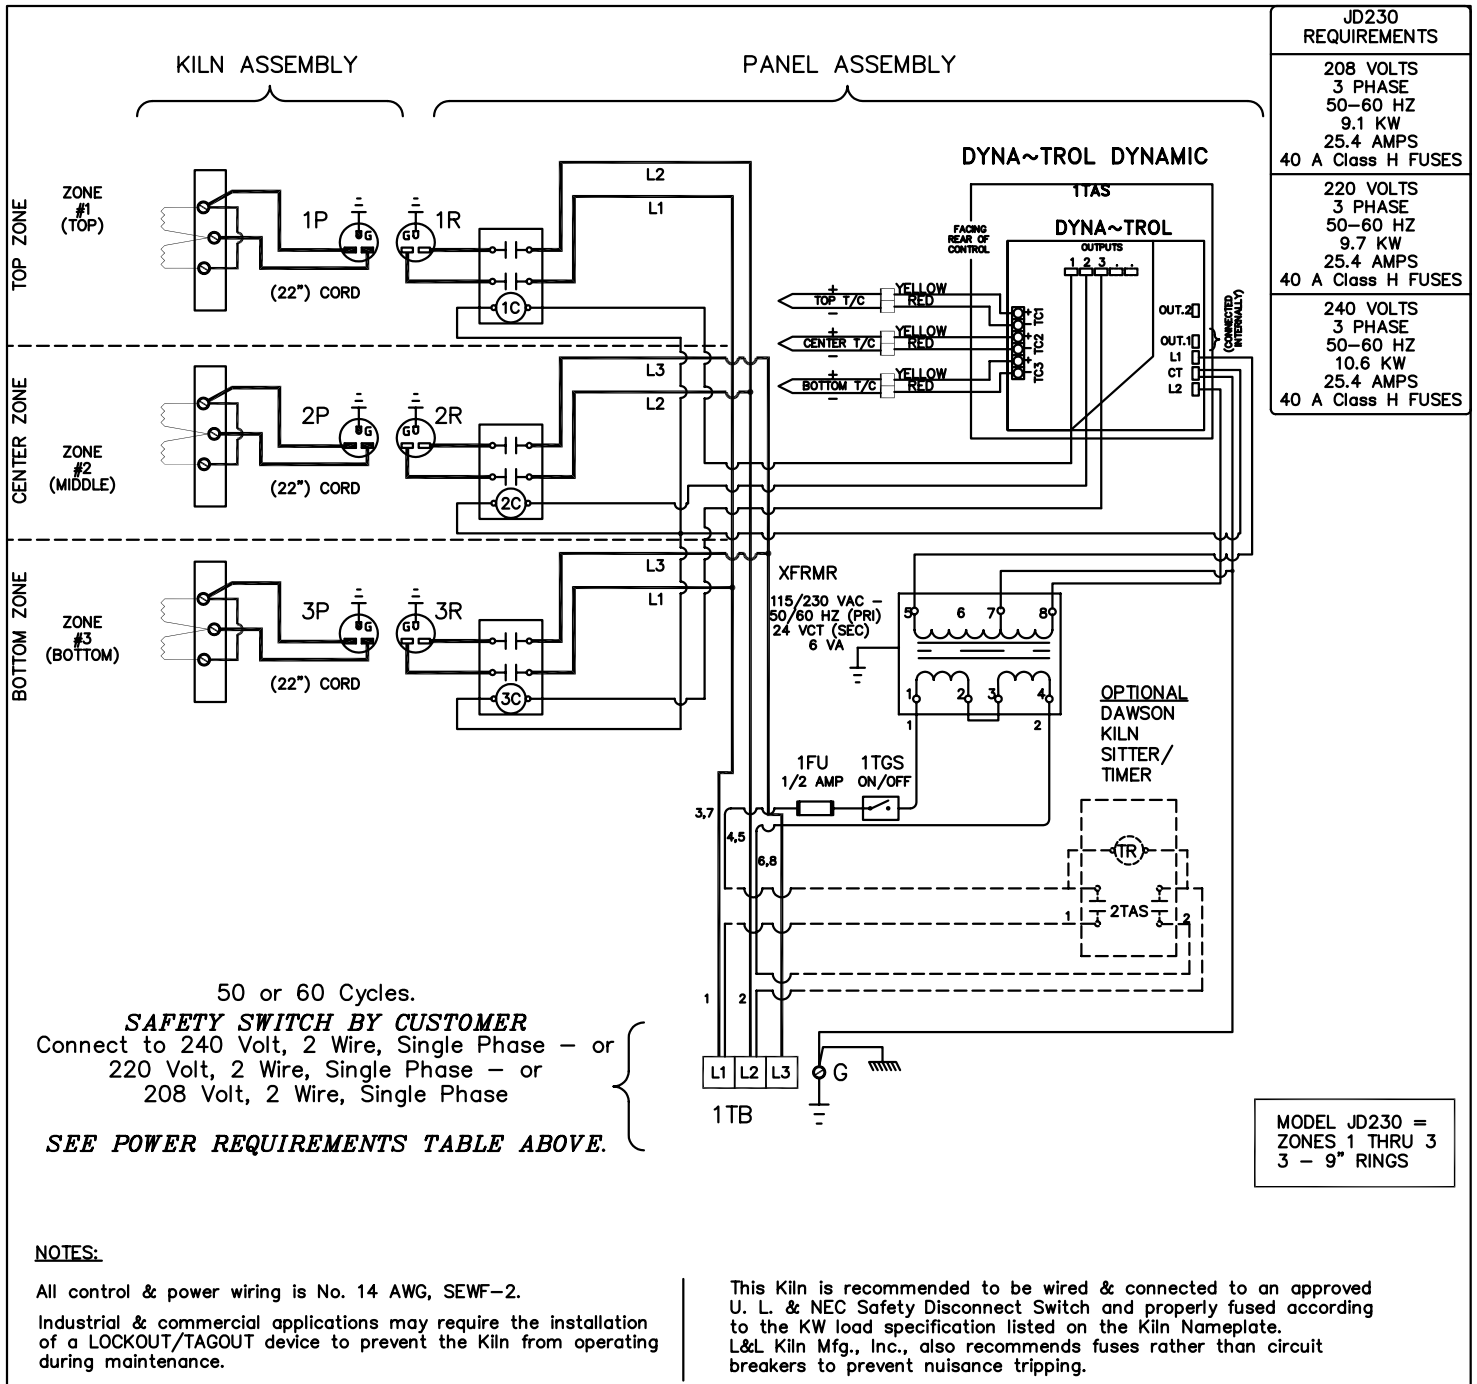 JD230
REQUIREMENTS
208 VOLTS
3 PHASE
50-60 HZ
9.1 KW
25.4 AMPS
40 A Class H FUSES
220 VOLTS
3 PHASE
50-60 HZ
9.7 KW
25.4 AMPS
40 A Class H FUSES
240 VOLTS
3 PHASE
50-60 HZ
10.6 KW
25.4 AMPS
40 A Class H FUSES
KILN ASSEMBLY
PANEL ASSEMBLY
TOP ZONE
ZONE
#1
(TOP)
1P
G
(22") CORD
1R
G
L2
L1
1C
CENTER ZONE
ZONE
#2
(MIDDLE)
2P
G
(22") CORD
2R
G
L3
L2
2C
BOTTOM ZONE
ZONE
#3
(BOTTOM)
3P
G
(22") CORD
3R
G
L3
L1
3C
DYNA~TROL DYNAMIC
1TAS
FACING
REAR OF
CONTROL
DYNA~TROL
OUTPUTS
1 2 3 . .
+
TOP T/C
-
YELLOW
RED
+
CENTER T/C
-
YELLOW
RED
+
BOTTOM T/C
-
YELLOW
RED
+
- TC1
+
- TC2
+
- TC3
OUT.2
OUT.1
(CONNECTED
INTERNALLY)
L1
CT
L2
XFRMR
115/230 VAC -
50/60 HZ (PRI)
24 VCT (SEC)
6 VA
5 6 7 8
1 2 3 4
1 2
1FU
1/2 AMP
1TGS
ON/OFF
OPTIONAL
DAWSON
KILN
SITTER/
TIMER
TR
2TAS
1
2
3,7
4,5
6,8
1
2
L1 L2 L3
1TB
G
50 or 60 Cycles.
SAFETY SWITCH BY CUSTOMER
Connect to 240 Volt, 2 Wire, Single Phase - or
220 Volt, 2 Wire, Single Phase - or
208 Volt, 2 Wire, Single Phase
SEE POWER REQUIREMENTS TABLE ABOVE.
MODEL JD230 =
ZONES 1 THRU 3
3 - 9" RINGS
NOTES:
All control & power wiring is No. 14 AWG, SEWF-2.
Industrial & commercial applications may require the installation
of a LOCKOUT/TAGOUT device to prevent the Kiln from operating
during maintenance.
This Kiln is recommended to be wired & connected to an approved
U. L. & NEC Safety Disconnect Switch and properly fused according
to the KW load specification listed on the Kiln Nameplate.
L&L Kiln Mfg., Inc., also recommends fuses rather than circuit
breakers to prevent nuisance tripping.